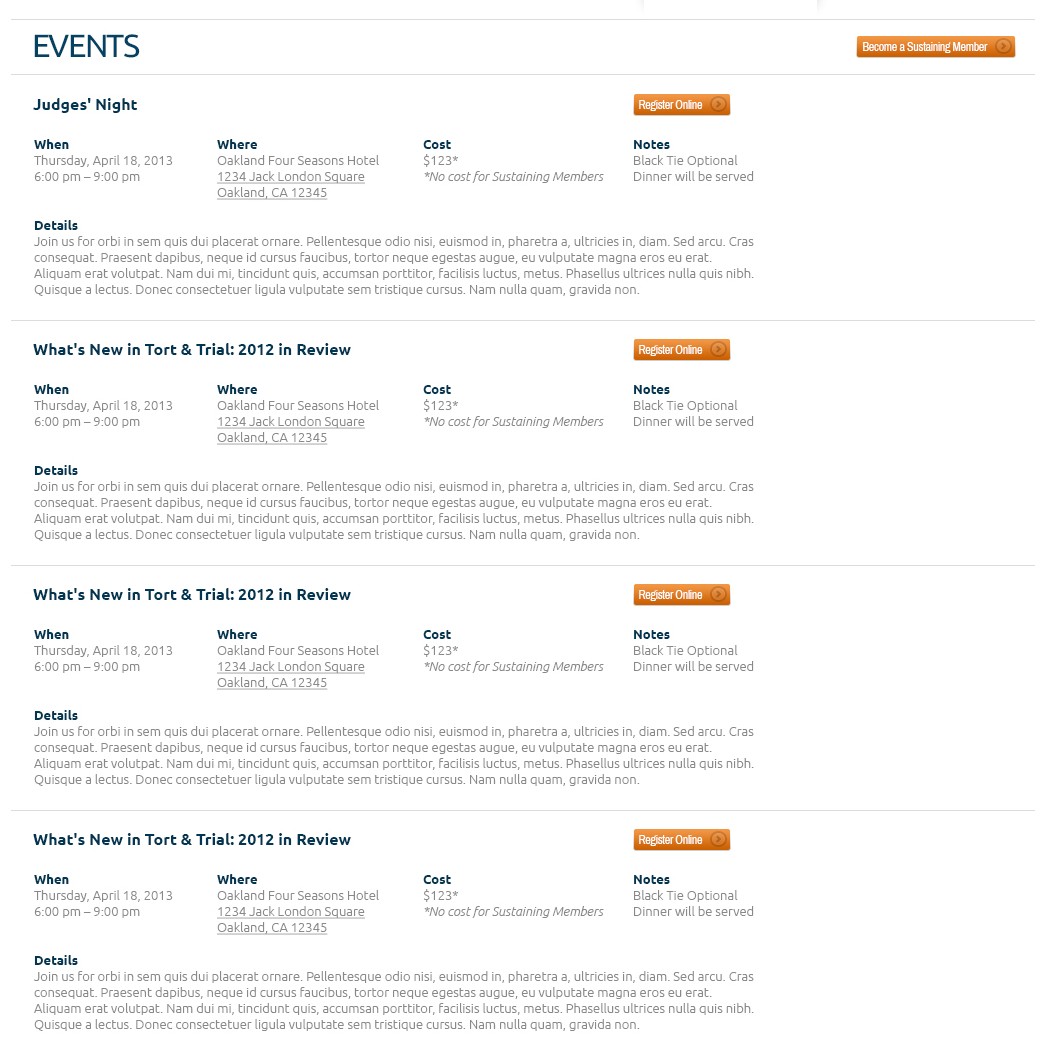 EVENTS
Become a Sustaining Member
Judges' Night
Register Online
When
Thursday, April 18, 2013
6:00 pm – 9:00 pm
Where
Oakland Four Seasons Hotel
1234 Jack London Square
Oakland, CA 12345
Cost
$123*
*No cost for Sustaining Members
Notes
Black Tie Optional
Dinner will be served
Details
Join us for orbi in sem quis dui placerat ornare. Pellentesque odio nisi, euismod in, pharetra a, ultricies in, diam. Sed arcu. Cras
consequat. Praesent dapibus, neque id cursus faucibus, tortor neque egestas augue, eu vulputate magna eros eu erat.
Aliquam erat volutpat. Nam dui mi, tincidunt quis, accumsan porttitor, facilisis luctus, metus. Phasellus ultrices nulla quis nibh.
Quisque a lectus. Donec consectetuer ligula vulputate sem tristique cursus. Nam nulla quam, gravida non.
What's New in Tort & Trial: 2012 in Review
Register Online
When
Thursday, April 18, 2013
6:00 pm – 9:00 pm
Where
Oakland Four Seasons Hotel
1234 Jack London Square
Oakland, CA 12345
Cost
$123*
*No cost for Sustaining Members
Notes
Black Tie Optional
Dinner will be served
Details
Join us for orbi in sem quis dui placerat ornare. Pellentesque odio nisi, euismod in, pharetra a, ultricies in, diam. Sed arcu. Cras
consequat. Praesent dapibus, neque id cursus faucibus, tortor neque egestas augue, eu vulputate magna eros eu erat.
Aliquam erat volutpat. Nam dui mi, tincidunt quis, accumsan porttitor, facilisis luctus, metus. Phasellus ultrices nulla quis nibh.
Quisque a lectus. Donec consectetuer ligula vulputate sem tristique cursus. Nam nulla quam, gravida non.
What's New in Tort & Trial: 2012 in Review
Register Online
When
Thursday, April 18, 2013
6:00 pm – 9:00 pm
Where
Oakland Four Seasons Hotel
1234 Jack London Square
Oakland, CA 12345
Cost
$123*
*No cost for Sustaining Members
Notes
Black Tie Optional
Dinner will be served
Details
Join us for orbi in sem quis dui placerat ornare. Pellentesque odio nisi, euismod in, pharetra a, ultricies in, diam. Sed arcu. Cras
consequat. Praesent dapibus, neque id cursus faucibus, tortor neque egestas augue, eu vulputate magna eros eu erat.
Aliquam erat volutpat. Nam dui mi, tincidunt quis, accumsan porttitor, facilisis luctus, metus. Phasellus ultrices nulla quis nibh.
Quisque a lectus. Donec consectetuer ligula vulputate sem tristique cursus. Nam nulla quam, gravida non.
What's New in Tort & Trial: 2012 in Review
Register Online
When
Thursday, April 18, 2013
6:00 pm – 9:00 pm
Where
Oakland Four Seasons Hotel
1234 Jack London Square
Oakland, CA 12345
Cost
$123*
*No cost for Sustaining Members
Notes
Black Tie Optional
Dinner will be served
Details
Join us for orbi in sem quis dui placerat ornare. Pellentesque odio nisi, euismod in, pharetra a, ultricies in, diam. Sed arcu. Cras
consequat. Praesent dapibus, neque id cursus faucibus, tortor neque egestas augue, eu vulputate magna eros eu erat.
Aliquam erat volutpat. Nam dui mi, tincidunt quis, accumsan porttitor, facilisis luctus, metus. Phasellus ultrices nulla quis nibh.
Quisque a lectus. Donec consectetuer ligula vulputate sem tristique cursus. Nam nulla quam, gravida non.